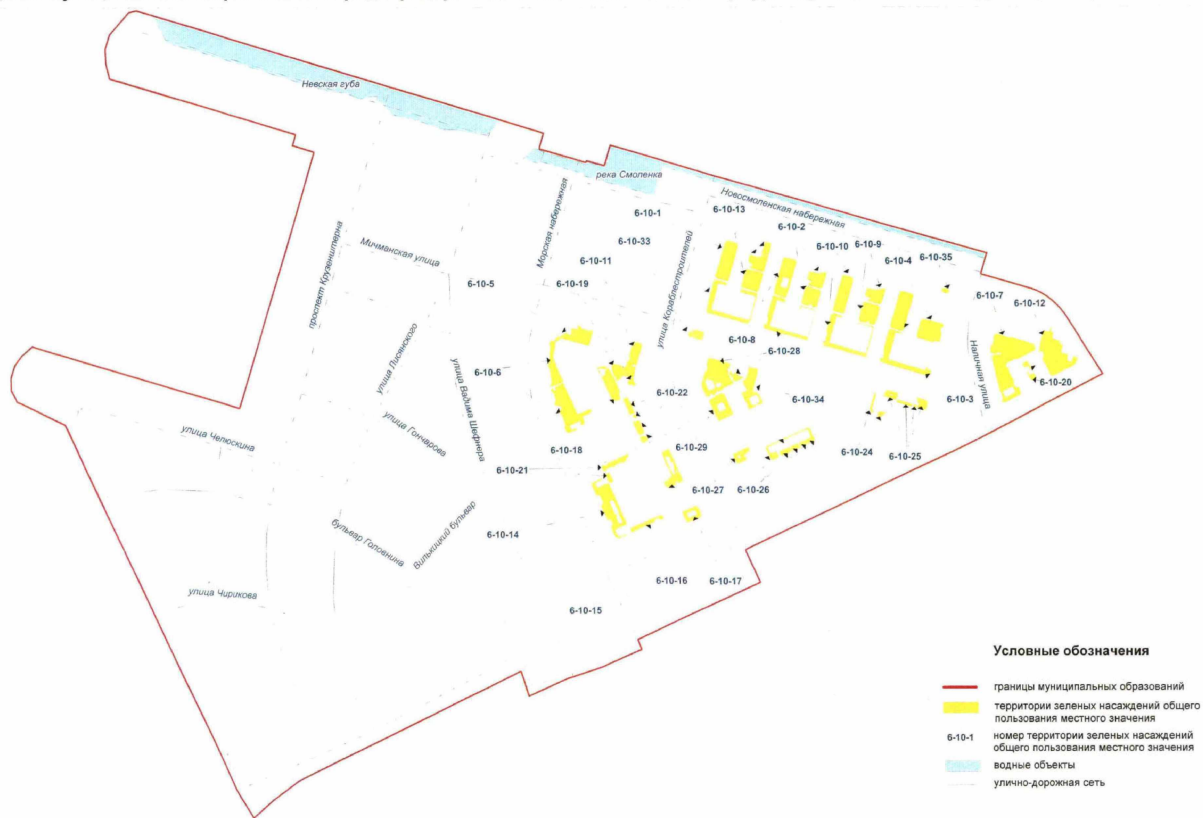 Невская губа
река Смоленка
Новосмоленская набережная
Морская набережная
проспект Крузенштерна
Мичманская улица
улица Кораблестроителей
улица Лисянского
улица Вадима Шефнера
улица Гончарова
улица Челюскина
бульвар Головнина
Вилькицкий бульвар
улица Чирикова
Наличная улица
6-10-1
6-10-13
6-10-2
6-10-33
6-10-10
6-10-9
6-10-4
6-10-35
6-10-11
6-10-5
6-10-19
6-10-7
6-10-12
6-10-8
6-10-28
6-10-6
6-10-20
6-10-22
6-10-34
6-10-3
6-10-18
6-10-29
6-10-24
6-10-25
6-10-21
6-10-27
6-10-26
6-10-14
6-10-16
6-10-17
6-10-15
Условные обозначения
границы муниципальных образований
территории зеленых насаждений общего
пользования местного значения
6-10-1
номер территории зеленых насаждений
общего пользования местного значения
водные объекты
улично-дорожная сеть